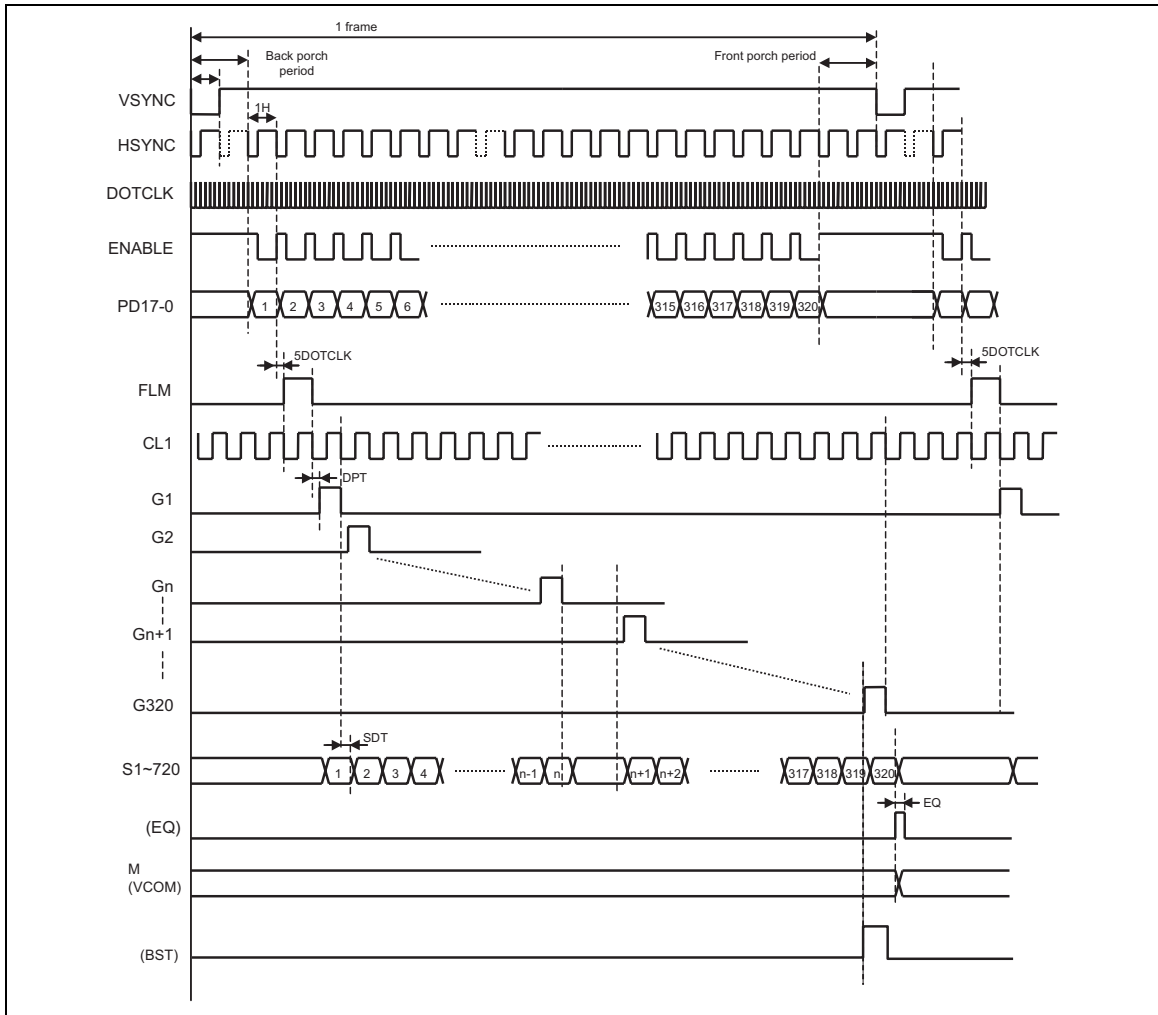 1 frame
Back porch
period
Front porch period
VSYNC
1H
HSYNC
DOTCLK
ENABLE
PD17-0 1 2 3 4 5 6 315 316 317 318 319 320
5DOTCLK 5DOTCLK
FLM
CL1
DPT
G1
G2
Gn
Gn+1
G320
SDT
S1~720 1 2 3 4 n-1 n n+1 n+2 317 318 319 320
EQ
(EQ)
M
(VCOM)
(BST)